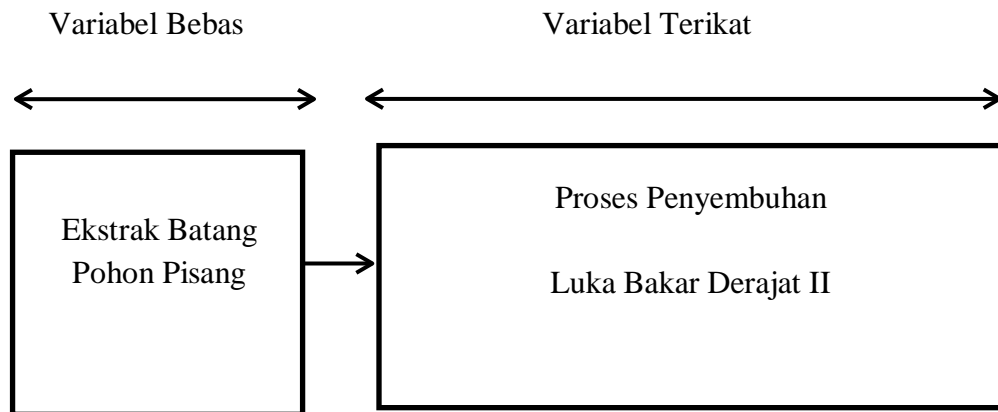 Variabel Bebas
Variabel Terikat
Ekstrak Batang
Pohon Pisang
Proses Penyembuhan
Luka Bakar Derajat II